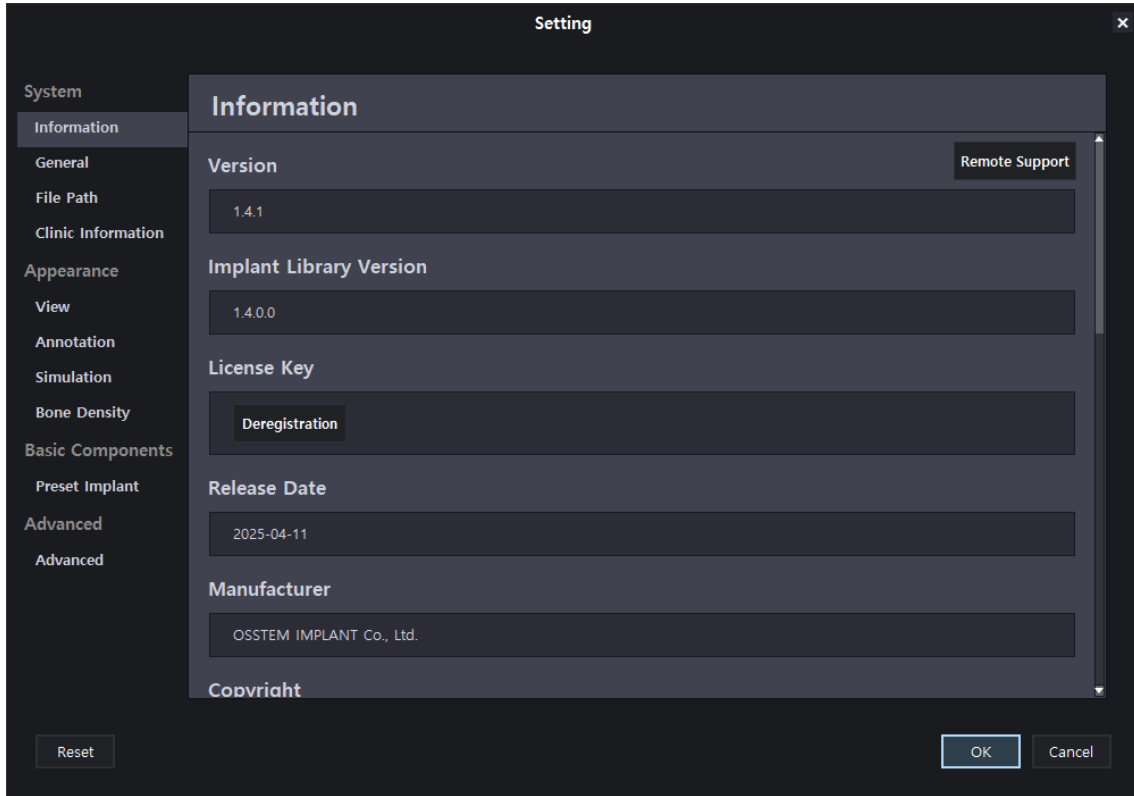 Setting
System
Information
General
File Path
Clinic Information
Appearance
View
Annotation
Simulation
Bone Density
Basic Components
Preset Implant
Advanced
Advanced
Information
Version
Remote Support
1.4.1
Implant Library Version
1.4.0.0
License Key
Deregistration
Release Date
2025-04-11
Manufacturer
OSSTEM IMPLANT Co., Ltd.
Copyright
Reset
OK
Cancel